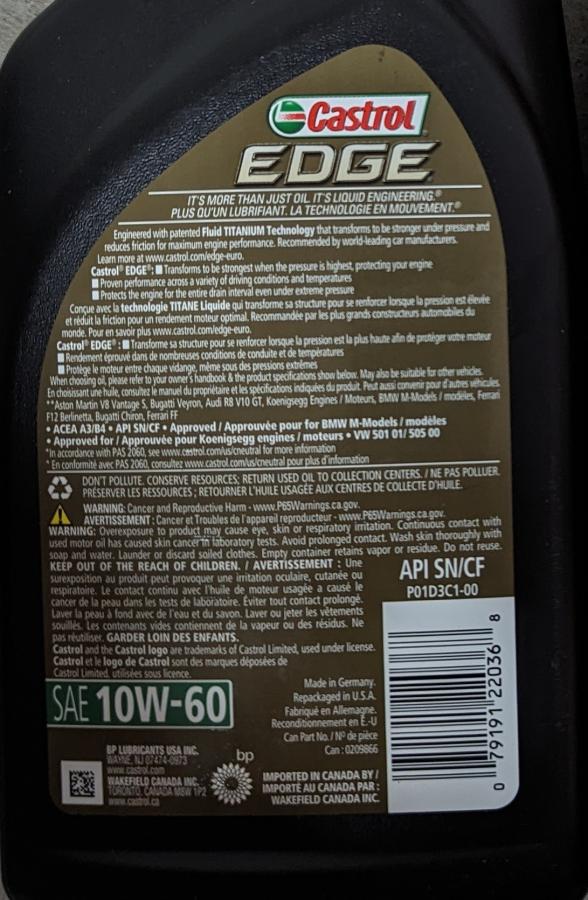 Castrol
EDGE
IT'S MORE THAN JUST OIL. IT'S LIQUID ENGINEERING.®
PLUS QU'UN LUBRIFIANT. LA TECHNOLOGIE EN MOUVEMENT.®
Engineered with patented Fluid TITANIUM Technology that transforms to be stronger under pressure and
reduces friction for maximum engine performance. Recommended by world-leading car manufacturers.
Learn more at www.castrol.com/edge-euro.
Castrol® EDGE®: ■ Transforms to be strongest when the pressure is highest, protecting your engine
■ Proven performance across a variety of driving conditions and temperatures
■ Protects the engine for the entire drain interval even under extreme pressure
Conçue avec la technologie TITANE Liquide qui transforme sa structure pour se renforcer lorsque la pression est élevée
et réduit la friction pour un rendement moteur optimal. Recommandée par les plus grands constructeurs automobiles du
monde. Pour en savoir plus www.castrol.com/edge-euro.
Castrol® EDGE®: ■ Transforme sa structure pour se renforcer lorsque la pression est la plus haute afin de protéger votre moteur
■ Rendement éprouvé dans de nombreuses conditions de conduite et de températures
■ Protège le moteur entre chaque vidange, même sous des pressions extrêmes
When choosing oil, please refer to your owner's handbook & the product specifications show below. May also be suitable for other vehicles.
En choisissant une huile, consultez le manuel du propriétaire et les spécifications indiquées du produit. Peut aussi convenir pour d'autres véhicules.
**Aston Martin V8 Vantage S, Bugatti Veyron, Audi R8 V10 GT, Koenigsegg Engines / Moteurs, BMW M-Models / modèles, Ferrari
F12 Berlinetta, Bugatti Chiron, Ferrari FF
• ACEA A3/B4 • API SN/CF • Approved / Approuvée pour for BMW M-Models / modèles
• Approved for / Approuvée pour Koenigsegg engines / moteurs • VW 501 01/ 505 00
*In accordance with PAS 2060, see www.castrol.com/us/cneutral for more information
* En conformité avec PAS 2060, consultez www.castrol.com/us/cneutral pour plus d'information
DON'T POLLUTE. CONSERVE RESOURCES; RETURN USED OIL TO COLLECTION CENTERS. / NE PAS POLLUER.
PRÉSERVER LES RESSOURCES ; RETOURNER L'HUILE USAGÉE AUX CENTRES DE COLLECTE D'HUILE.
WARNING: Cancer and Reproductive Harm - www.P65Warnings.ca.gov.
AVERTISSEMENT : Cancer et Troubles de l'appareil reproducteur - www.P65Warnings.ca.gov.
WARNING: Overexposure to product may cause eye, skin or respiratory irritation. Continuous contact with
used motor oil has caused skin cancer in laboratory tests. Avoid prolonged contact. Wash skin thoroughly with
soap and water. Launder or discard soiled clothes. Empty container retains vapor or residue. Do not reuse.
KEEP OUT OF THE REACH OF CHILDREN. / AVERTISSEMENT : Une
surexposition au produit peut provoquer une irritation oculaire, cutanée ou
respiratoire. Le contact continu avec l'huile de moteur usagée a causé le
cancer de la peau dans les tests de laboratoire. Éviter tout contact prolongé.
Laver la peau à fond avec de l'eau et du savon. Laver ou jeter les vêtements
souillés. Les contenants vides contiennent de la vapeur ou des résidus. Ne
pas réutiliser. GARDER LOIN DES ENFANTS.
Castrol and the Castrol logo are trademarks of Castrol Limited, used under license.
Castrol et le logo de Castrol sont des marques déposées de
Castrol Limited, utilisées sous licence.
API SN/CF
P01D3C1-00
0 79191 22036 8
SAE 10W-60
Made in Germany.
Repackaged in U.S.A.
Fabriqué en Allemagne.
Reconditionnement en É.-U
Can Part No. / Nº de pièce
Can : 0209866
BP LUBRICANTS USA INC.
WAYNE, NJ 07474-0973
www.castrol.com
WAKEFIELD CANADA INC.
TORONTO, CANADA M8W 1P2
www.castrol.ca
bp
IMPORTED IN CANADA BY /
IMPORTÉ AU CANADA PAR :
WAKEFIELD CANADA INC.